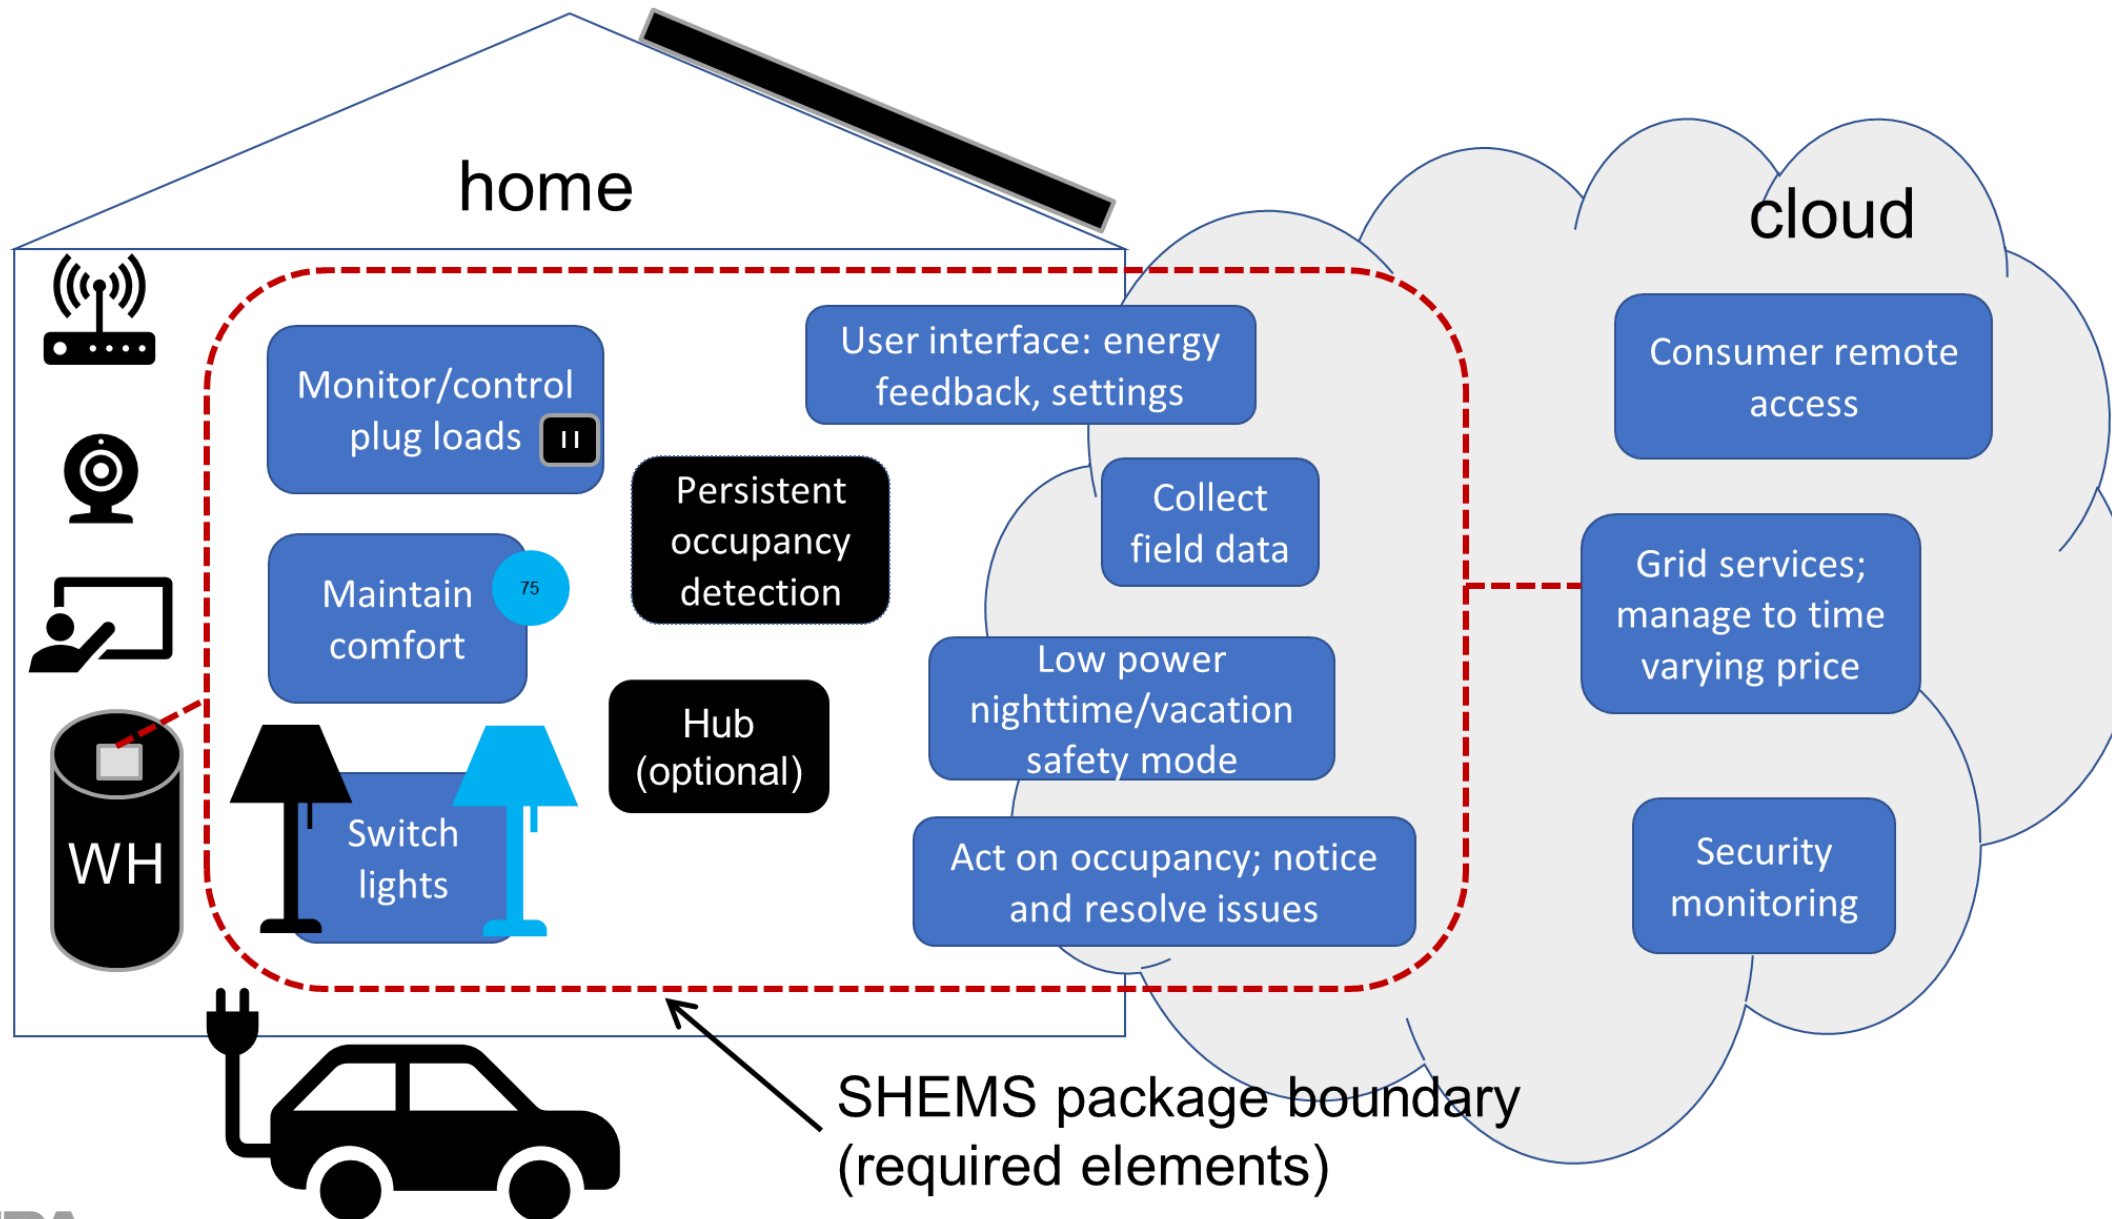 home
cloud
Monitor/control
plug loads
User interface: energy
feedback, settings
Consumer remote
access
Persistent
occupancy
detection
Collect
field data
Maintain
comfort
75
Grid services;
manage to time
varying price
Low power
nighttime/vacation
safety mode
Hub
(optional)
WH
Switch
lights
Act on occupancy; notice
and resolve issues
Security
monitoring
SHEMS package boundary
(required elements)